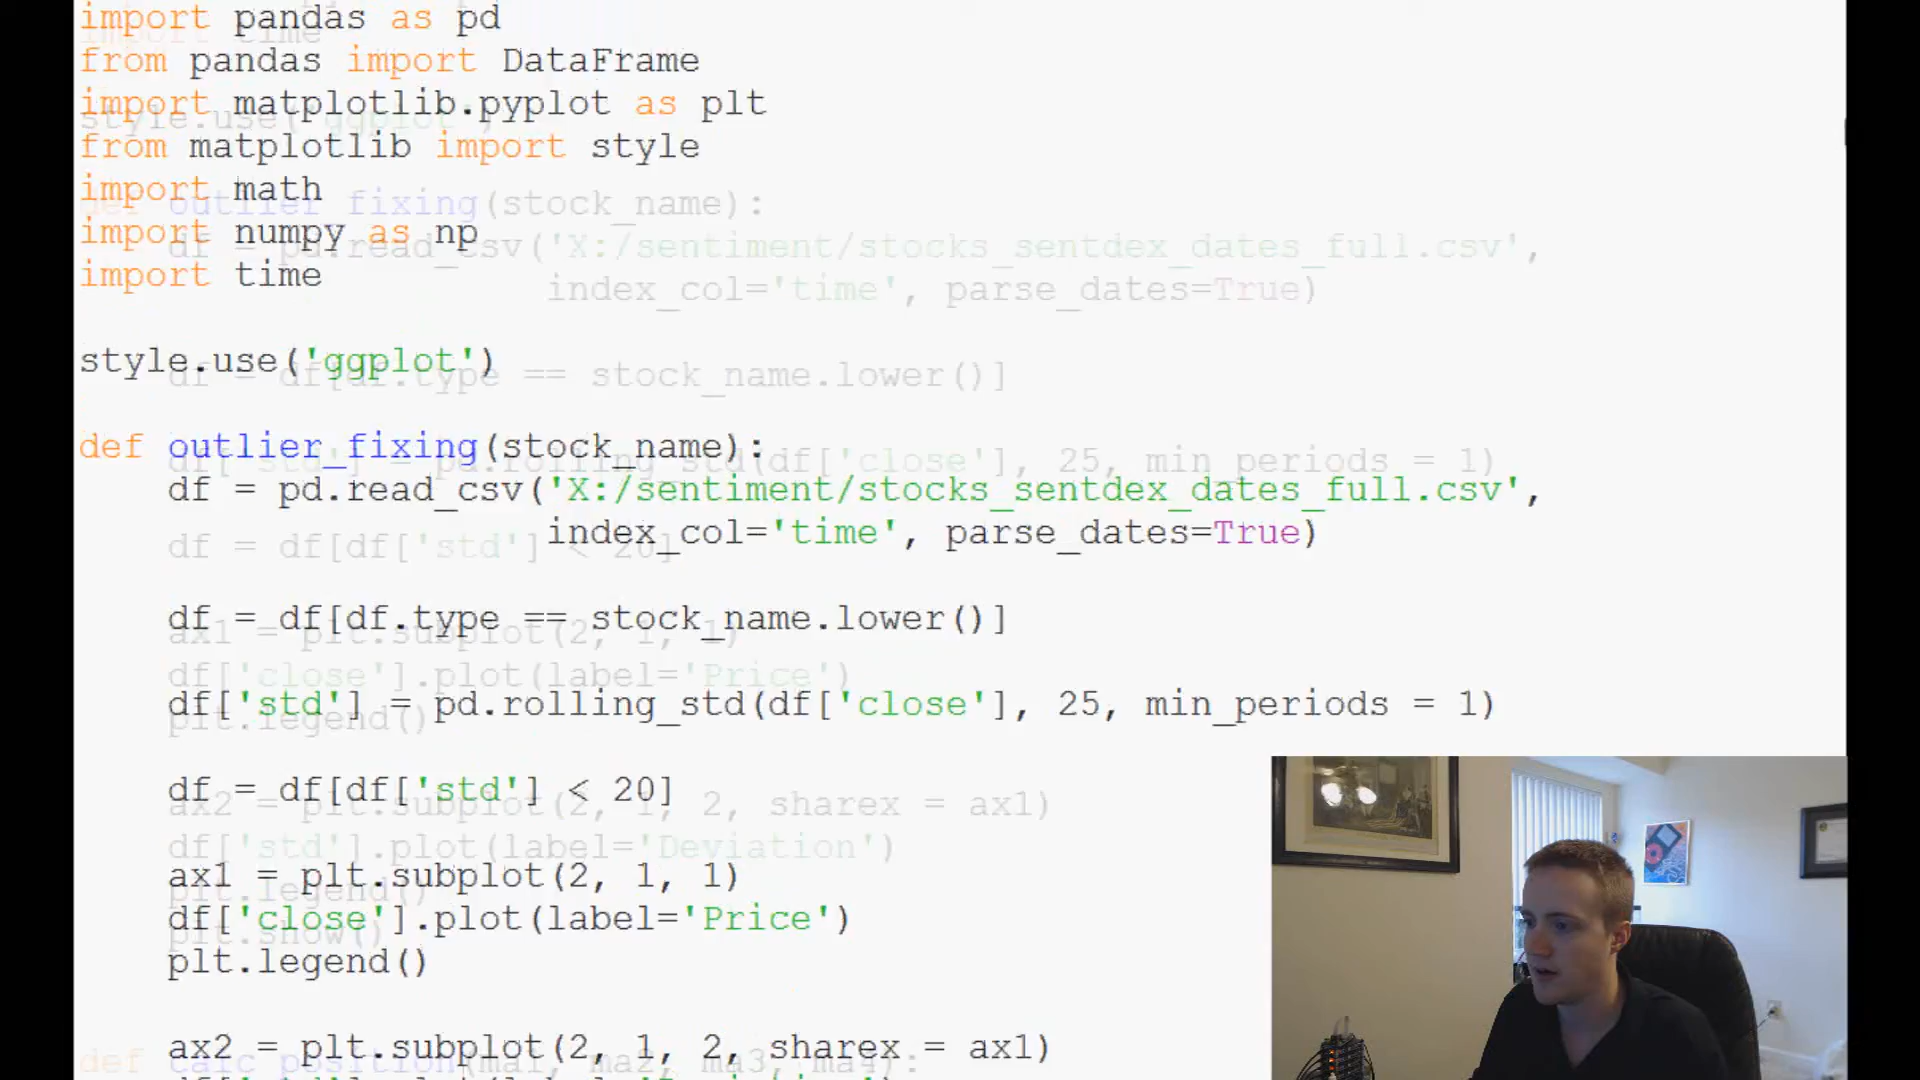 import pandas as pd
from pandas import DataFrame
import matplotlib.pyplot as plt
from matplotlib import style
import math
import numpy as np
import time
style.use('ggplot')
def outlier_fixing(stock_name):
df = pd.read_csv('X:/sentiment/stocks_sentdex_dates_full.csv',
index_col='time', parse_dates=True)
df = df[df.type == stock_name.lower()]
df['std'] = pd.rolling_std(df['close'], 25, min_periods = 1)
df = df[df['std'] < 20]
ax1 = plt.subplot(2, 1, 1)
df['close'].plot(label='Price')
plt.legend()
ax2 = plt.subplot(2, 1, 2, sharex = ax1)